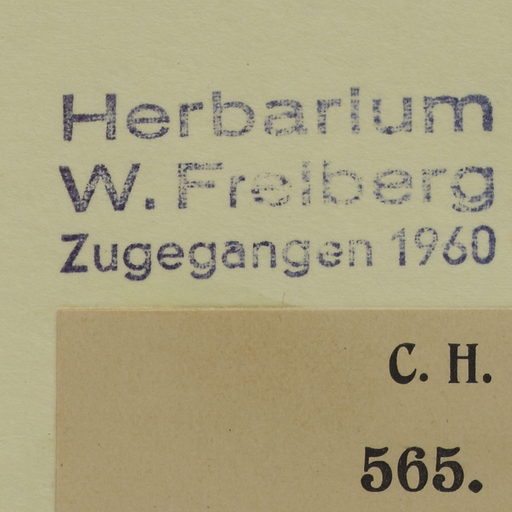 Herbarium
W. Freiberg
Zugegangen 1960
C. H.
565.